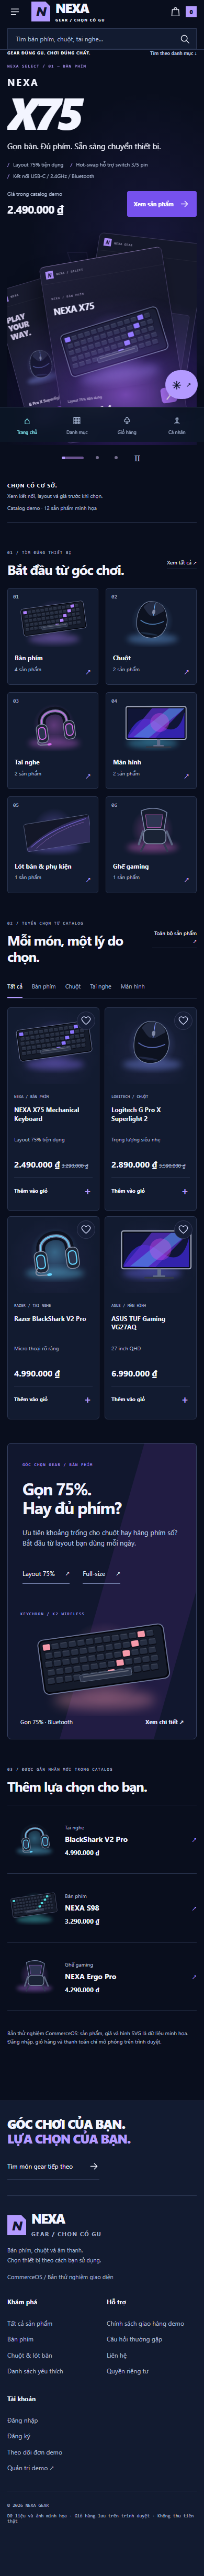 NEXA
GEAR / CHỌN CÓ GU
0
Tìm bàn phím, chuột, tai nghe...
GEAR ĐÚNG GU. CHƠI ĐÚNG CHẤT.
Tìm theo danh mục ↓
NEXA SELECT / 01 — BÀN PHÍM
NEXA
X75
Gọn bàn. Đủ phím. Sẵn sàng chuyển thiết bị.
/ Layout 75% tiện dụng / Hot-swap hỗ trợ switch 3/5 pin
/ Kết nối USB-C / 2.4GHz / Bluetooth
Giá trong catalog demo
2.490.000 ₫
Xem sản phẩm →
NEXA X75
PLAY YOUR WAY.
Trang chủ
Danh mục
Giỏ hàng
Cá nhân
CHỌN CÓ CƠ SỞ.
Xem kết nối, layout và giá trước khi chọn.
Catalog demo · 12 sản phẩm minh họa
01 / TÌM ĐÚNG THIẾT BỊ
Bắt đầu từ góc chơi.
Xem tất cả ↗
01
Bàn phím
4 sản phẩm ↗
02
Chuột
2 sản phẩm ↗
03
Tai nghe
2 sản phẩm ↗
04
Màn hình
2 sản phẩm ↗
05
Lót bàn & phụ kiện
1 sản phẩm ↗
06
Ghế gaming
1 sản phẩm ↗
02 / TUYỂN CHỌN TỪ CATALOG
Mỗi món, một lý do
chọn.
Toàn bộ sản phẩm
↗
Tất cả Bàn phím Chuột Tai nghe Màn hình
NEXA / BÀN PHÍM
NEXA X75 Mechanical
Keyboard
Layout 75% tiện dụng
2.490.000 ₫ 3.290.000 ₫
Thêm vào giỏ +
LOGITECH / CHUỘT
Logitech G Pro X
Superlight 2
Trọng lượng siêu nhẹ
2.890.000 ₫ 3.590.000 ₫
Thêm vào giỏ +
RAZER / TAI NGHE
Razer BlackShark V2 Pro
Micro thoại rõ ràng
4.990.000 ₫
Thêm vào giỏ +
ASUS / MÀN HÌNH
ASUS TUF Gaming
VG27AQ
27 inch QHD
6.990.000 ₫
Thêm vào giỏ +
GÓC CHỌN GEAR / BÀN PHÍM
Gọn 75%.
Hay đủ phím?
Ưu tiên khoảng trống cho chuột hay hàng phím số?
Bắt đầu từ layout bạn dùng mỗi ngày.
Layout 75% ↗ Full-size ↗
KEYCHRON / K2 WIRELESS
Gọn 75% · Bluetooth
Xem chi tiết ↗
03 / ĐƯỢC GẮN NHÃN MỚI TRONG CATALOG
Thêm lựa chọn cho bạn.
Tai nghe
BlackShark V2 Pro
4.990.000 ₫
↗
Bàn phím
NEXA S98
3.290.000 ₫
↗
Ghế gaming
NEXA Ergo Pro
4.290.000 ₫
↗
Bản thử nghiệm CommerceOS: sản phẩm, giá và hình SVG là dữ liệu minh họa.
Đăng nhập, giỏ hàng và thanh toán chỉ mô phỏng trên trình duyệt.
GÓC CHƠI CỦA BẠN.
LỰA CHỌN CỦA BẠN.
Tìm món gear tiếp theo →
NEXA
GEAR / CHỌN CÓ GU
Bàn phím, chuột và âm thanh.
Chọn thiết bị theo cách bạn sử dụng.
CommerceOS / Bản thử nghiệm giao diện
Khám phá
Tất cả sản phẩm
Bàn phím
Chuột & lót bàn
Danh sách yêu thích
Hỗ trợ
Chính sách giao hàng demo
Câu hỏi thường gặp
Liên hệ
Quyền riêng tư
Tài khoản
Đăng nhập
Đăng ký
Theo dõi đơn demo
Quản trị demo ↗
© 2026 NEXA GEAR
Dữ liệu và ảnh minh họa · Giỏ hàng lưu trên trình duyệt · Không thu tiền
thật